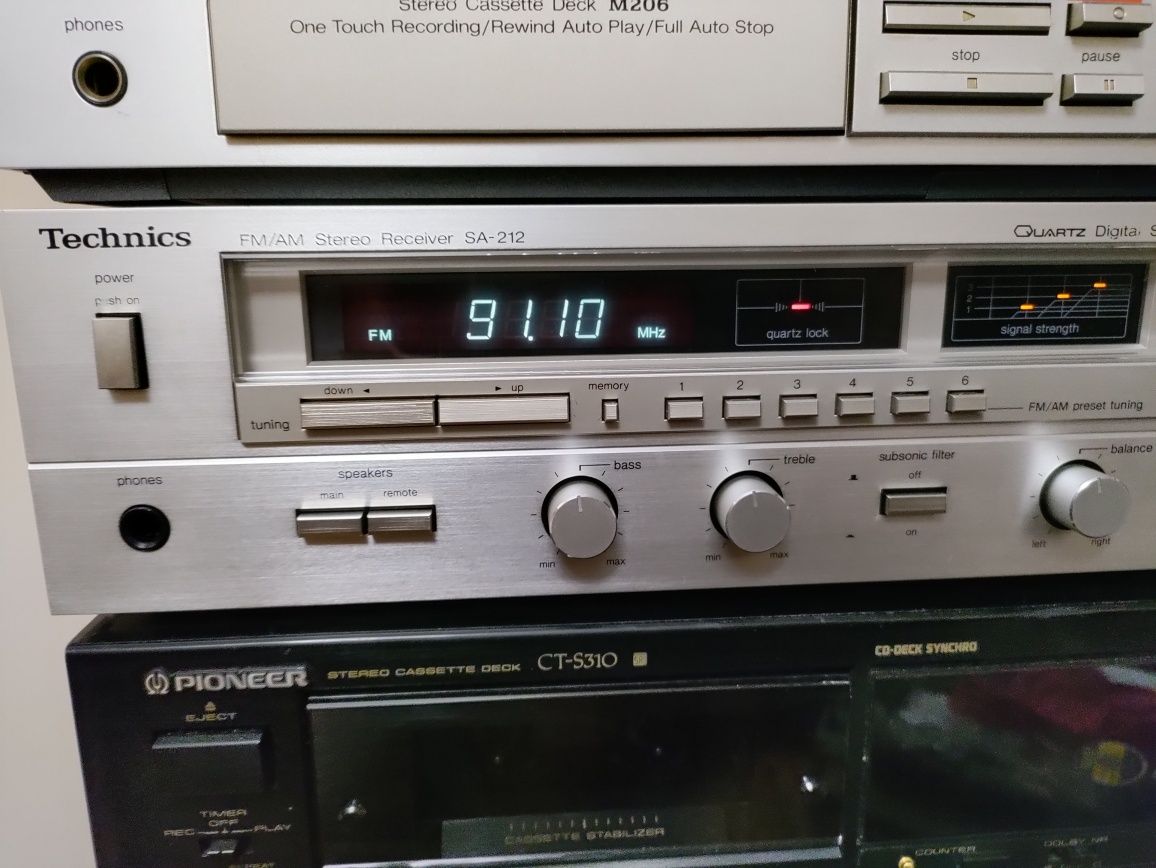 Stereo Cassette Deck M206
One Touch Recording/Rewind Auto Play/Full Auto Stop
phones
stop
pause
Technics
FM/AM Stereo Receiver SA-212
QUARTZ Digital S
power
push on
FM 91.10 MHz
quartz lock
3
2
1
signal strength
down
up
memory
1 2 3 4 5 6
tuning
FM/AM preset tuning
phones
speakers
main remote
bass
min max
treble
min max
subsonic filter
off
on
balance
left right
PIONEER
STEREO CASSETTE DECK CT-S310
CD-DECK SYNCHRO
EJECT
TIMER
OFF
REC PLAY
CASSETTE STABILIZER
COUNTER
DOLBY NR